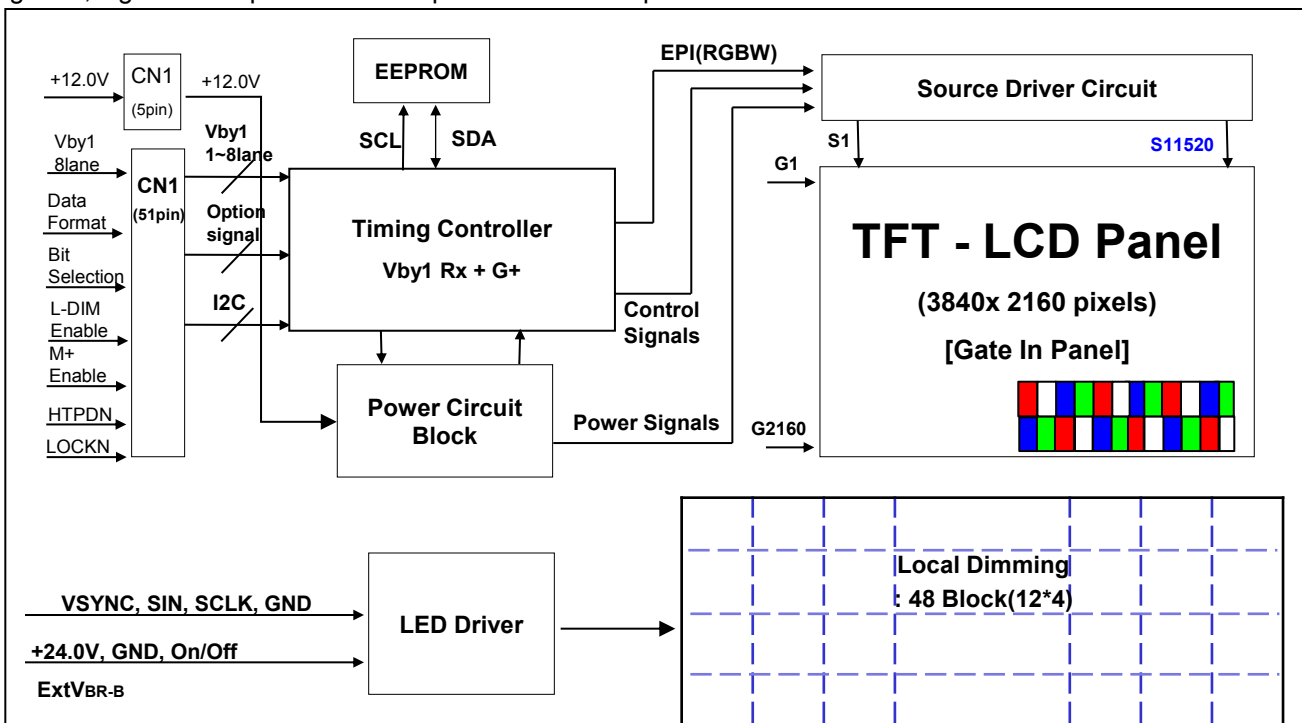 +12.0V
CN1
(5pin)
+12.0V
Vby1
8lane
Data
Format
Bit
Selection
L-DIM
Enable
M+
Enable
HTPDN
LOCKN
CN1
(51pin)
Vby1
1~8lane
Option
signal
I2C
EEPROM
SCL
SDA
Timing Controller
Vby1 Rx + G+
Power Circuit
Block
EPI(RGBW)
Control
Signals
Power Signals
Source Driver Circuit
S1
S11520
G1
G2160
TFT - LCD Panel
(3840x 2160 pixels)
[Gate In Panel]
VSYNC, SIN, SCLK, GND
+24.0V, GND, On/Off
ExtVBR-B
LED Driver
Local Dimming
: 48 Block(12*4)